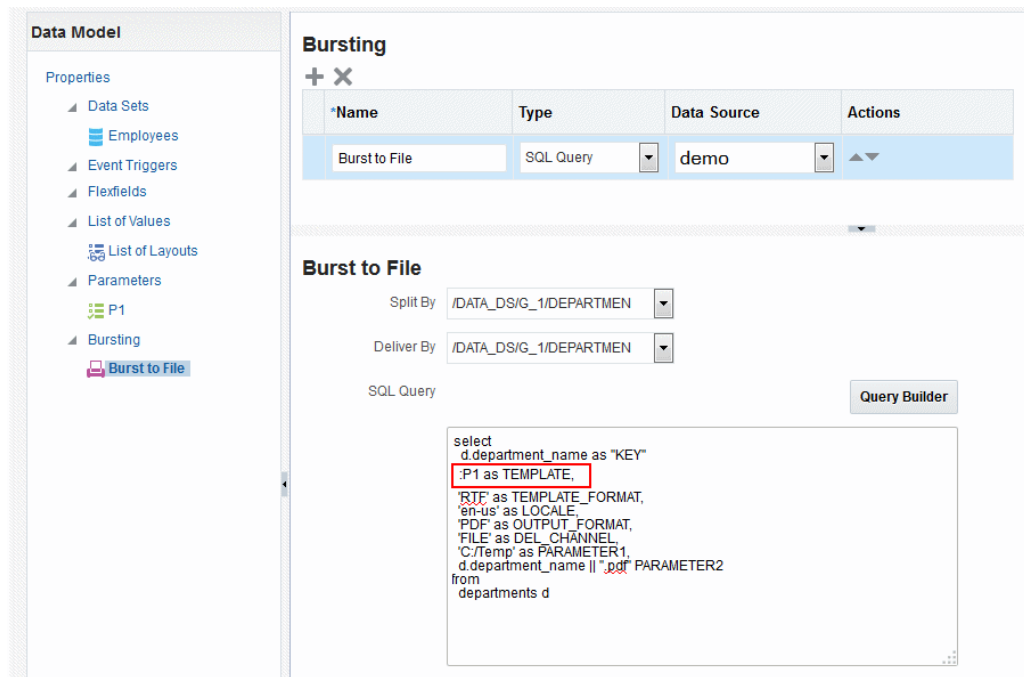 Data Model
Properties
Data Sets
Employees
Event Triggers
Flexfields
List of Values
List of Layouts
Parameters
P1
Bursting
Burst to File
Bursting
*Name Type Data Source Actions
Burst to File SQL Query demo
Burst to File
Split By /DATA_DS/G_1/DEPARTMEN
Deliver By /DATA_DS/G_1/DEPARTMEN
SQL Query
Query Builder
select
d.department_name as "KEY"
:P1 as TEMPLATE,
'RTF' as TEMPLATE_FORMAT,
'en-us' as LOCALE,
'PDF' as OUTPUT_FORMAT,
'FILE' as DEL_CHANNEL,
'C:/Temp' as PARAMETER1,
d.department_name || ".pdf" PARAMETER2
from
departments d